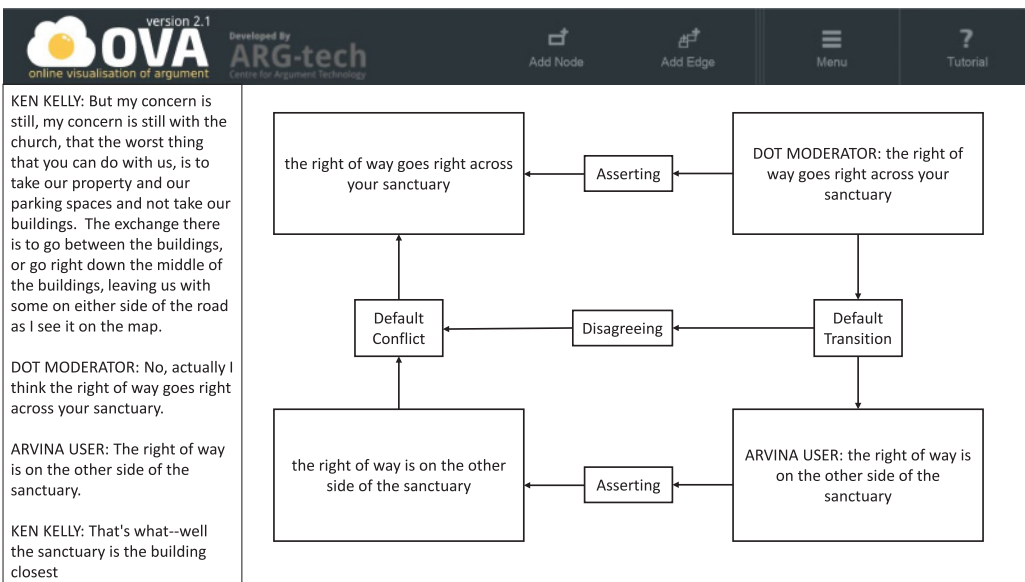 version 2.1
OVA
online visualisation of argument
Developed By
ARG-tech
Centre for Argument Technology
Add Node
Add Edge
Menu
?
Tutorial
KEN KELLY: But my concern is
still, my concern is still with the
church, that the worst thing
that you can do with us, is to
take our property and our
parking spaces and not take our
buildings.  The exchange there
is to go between the buildings,
or go right down the middle of
the buildings, leaving us with
some on either side of the road
as I see it on the map.
DOT MODERATOR: No, actually I
think the right of way goes right
across your sanctuary.
ARVINA USER: The right of way
is on the other side of the
sanctuary.
KEN KELLY: That's what--well
the sanctuary is the building
closest
the right of way goes right across
your sanctuary
Asserting
DOT MODERATOR: the right of
way goes right across your
sanctuary
Default
Conflict
Disagreeing
Default
Transition
the right of way is on the other
side of the sanctuary
Asserting
ARVINA USER: the right of way is
on the other side of the
sanctuary